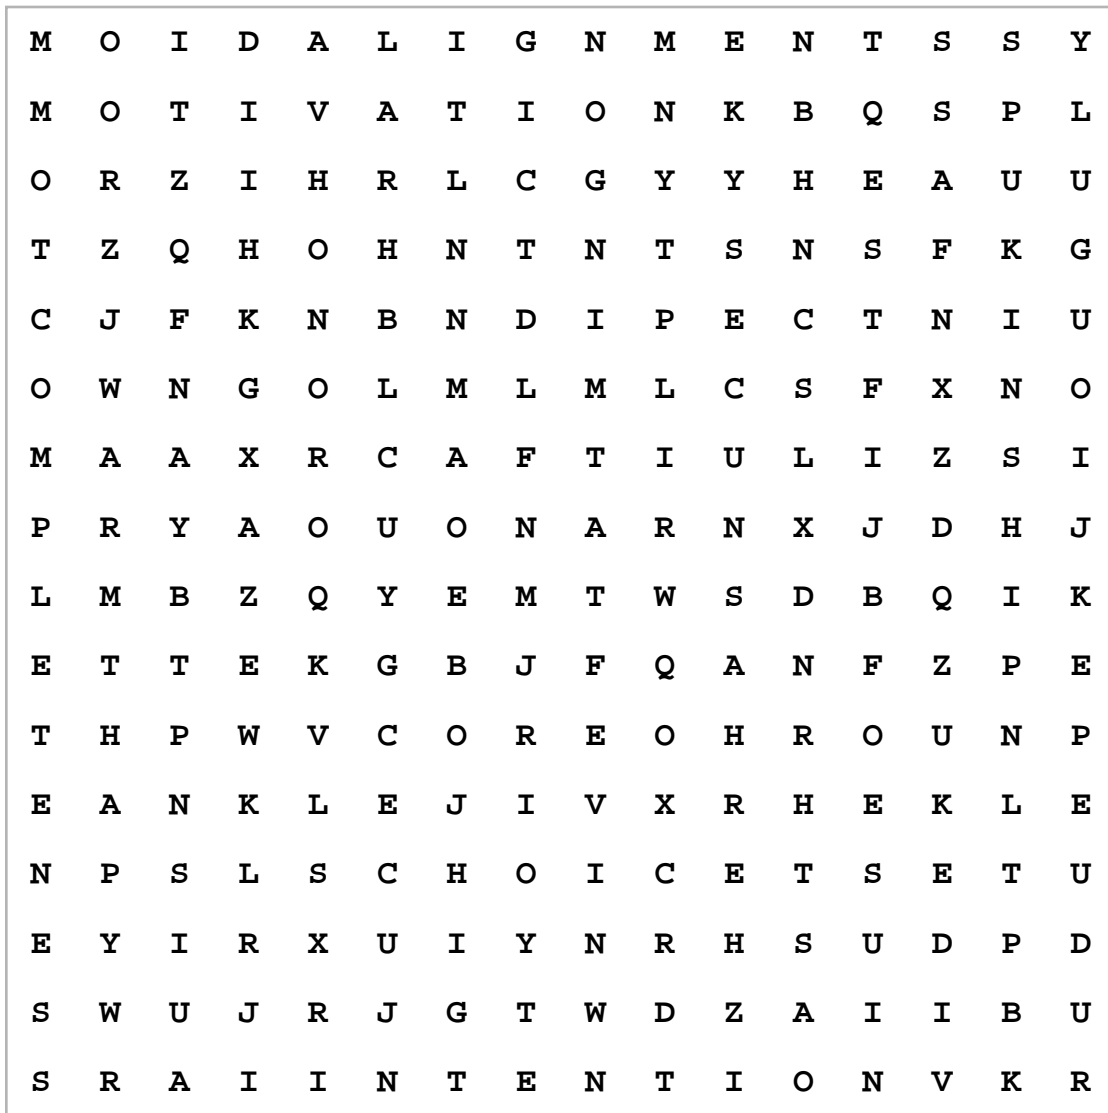 M O I D A L I G N M E N T S S Y
M O T I V A T I O N K B Q S P L
O R Z I H R L C G Y Y H E A U U
T Z Q H O H N T N T S N S F K G
C J F K N B N D I P E C T N I U
O W N G O L M L M L C S F X N O
M A A X R C A F T I U L I Z S I
P R Y A O U O N A R N X J D H J
L M B Z Q Y E M T W S D B Q I K
E T T E K G B J F Q A N F Z P E
T H P W V C O R E O H R O U N P
E A N K L E J I V X R H E K L E
N P S L S C H O I C E T S E T U
E Y I R X U I Y N R H S U D P D
S W U J R J G T W D Z A I I B U
S R A I I N T E N T I O N V K R